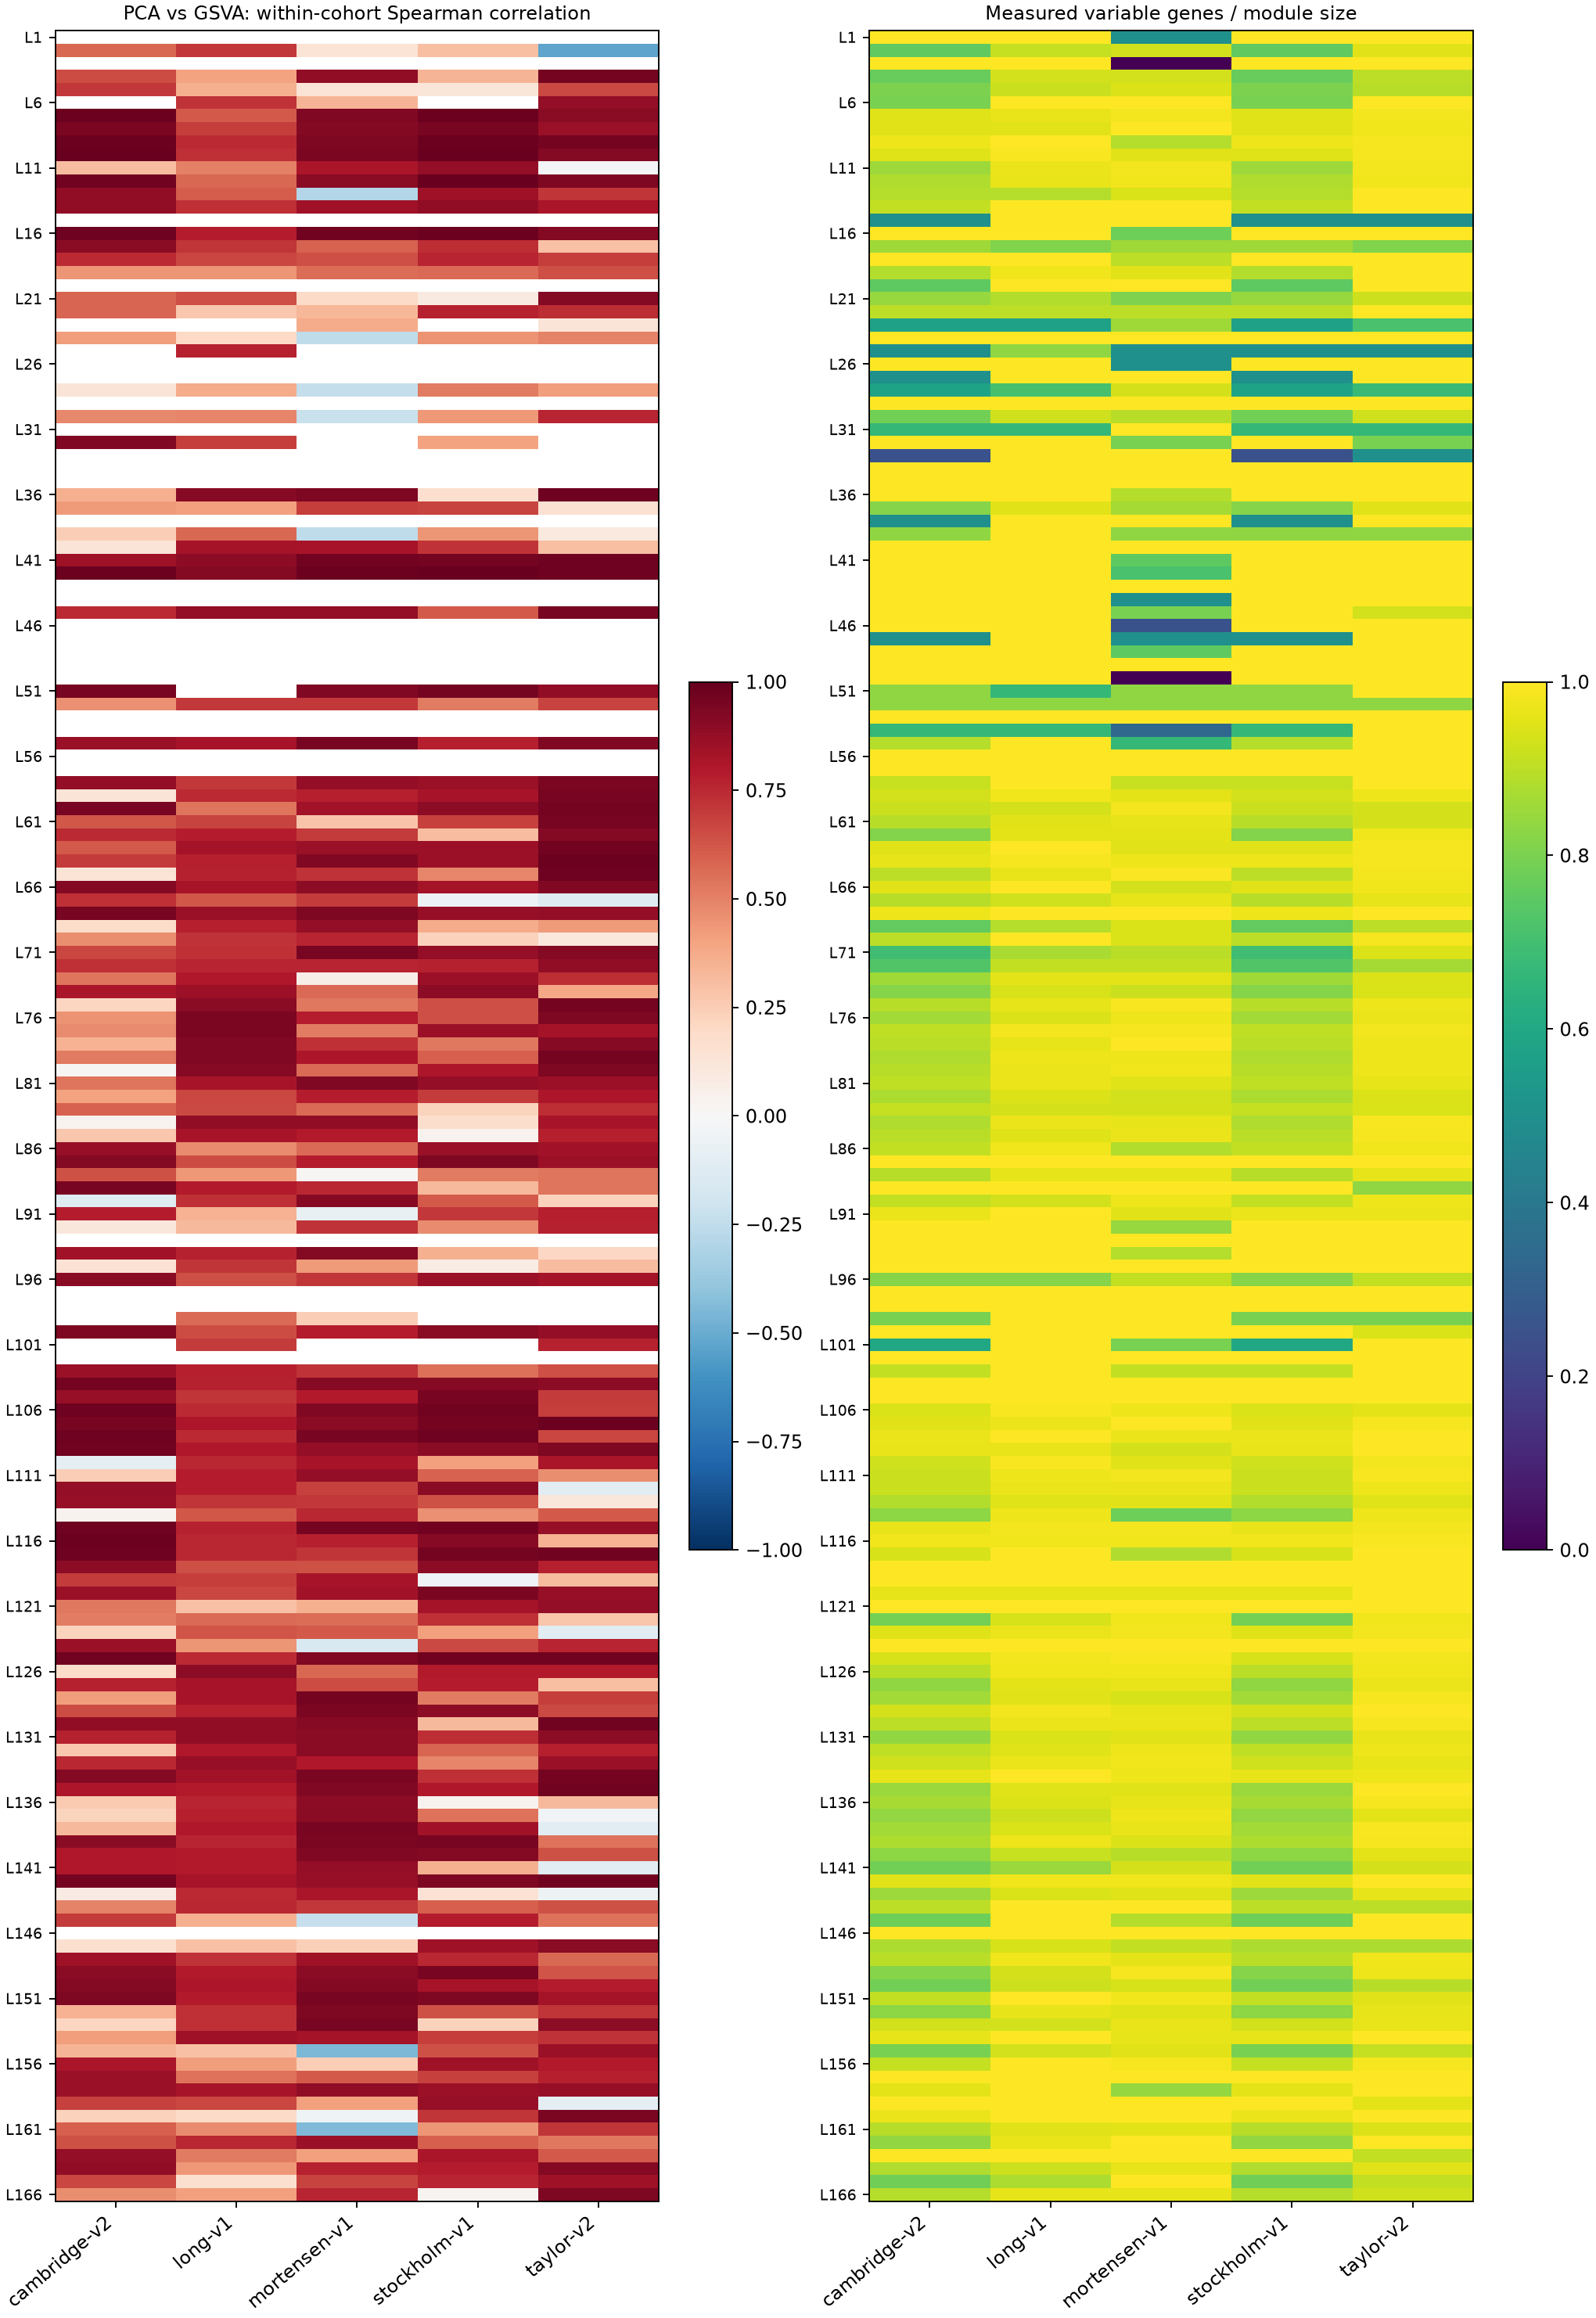 PCA vs GSVA: within-cohort Spearman correlation
L1
L6
L11
L16
L21
L26
L31
L36
L41
L46
L51
L56
L61
L66
L71
L76
L81
L86
L91
L96
L101
L106
L111
L116
L121
L126
L131
L136
L141
L146
L151
L156
L161
L166
cambridge-v2
long-v1
mortensen-v1
stockholm-v1
taylor-v2
1.00
0.75
0.50
0.25
0.00
−0.25
−0.50
−0.75
−1.00
Measured variable genes / module size
L1
L6
L11
L16
L21
L26
L31
L36
L41
L46
L51
L56
L61
L66
L71
L76
L81
L86
L91
L96
L101
L106
L111
L116
L121
L126
L131
L136
L141
L146
L151
L156
L161
L166
cambridge-v2
long-v1
mortensen-v1
stockholm-v1
taylor-v2
1.0
0.8
0.6
0.4
0.2
0.0